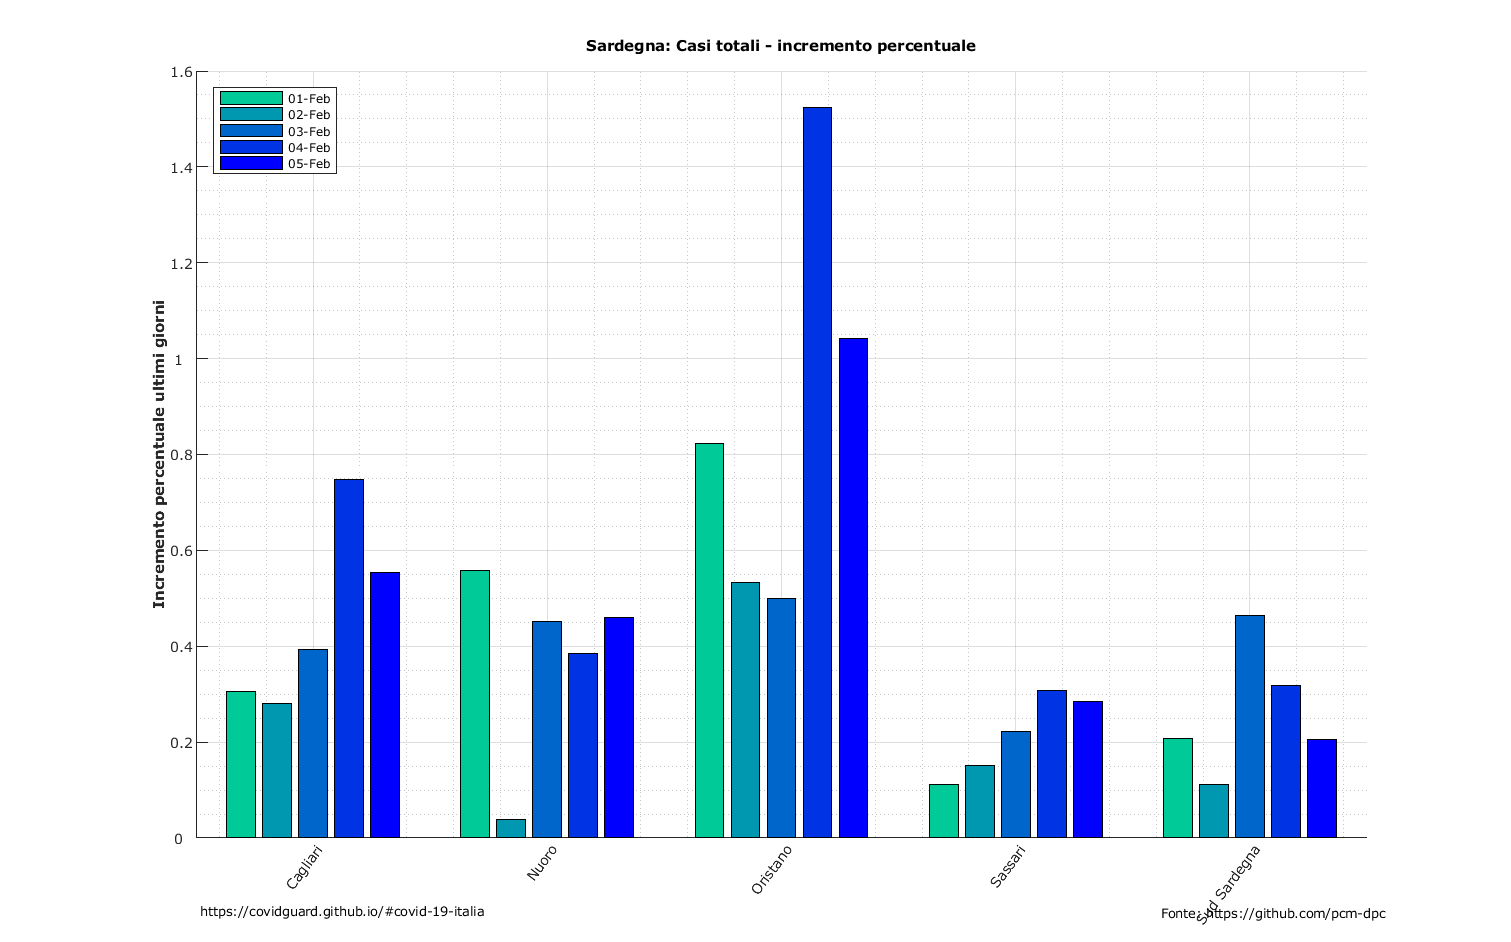 Sardegna: Casi totali - incremento percentuale
1.6
1.4
1.2
1
0.8
0.6
0.4
0.2
0
Incremento percentuale ultimi giorni
01-Feb
02-Feb
03-Feb
04-Feb
05-Feb
Cagliari
Nuoro
Oristano
Sassari
Sud Sardegna
https://covidguard.github.io/#covid-19-italia
Fonte: https://github.com/pcm-dpc